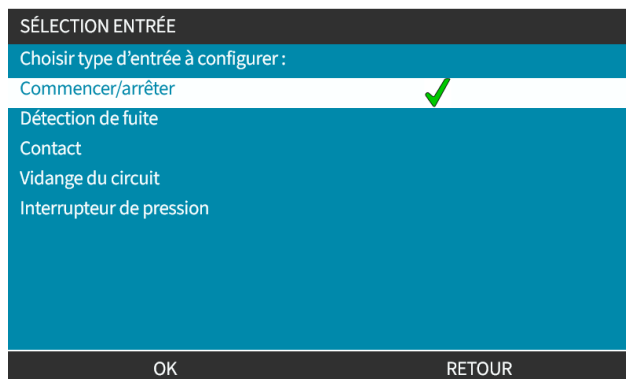 SÉLECTION ENTRÉE
Choisir type d'entrée à configurer :
Commencer/arrêter
Détection de fuite
Contact
Vidange du circuit
Interrupteur de pression
OK RETOUR